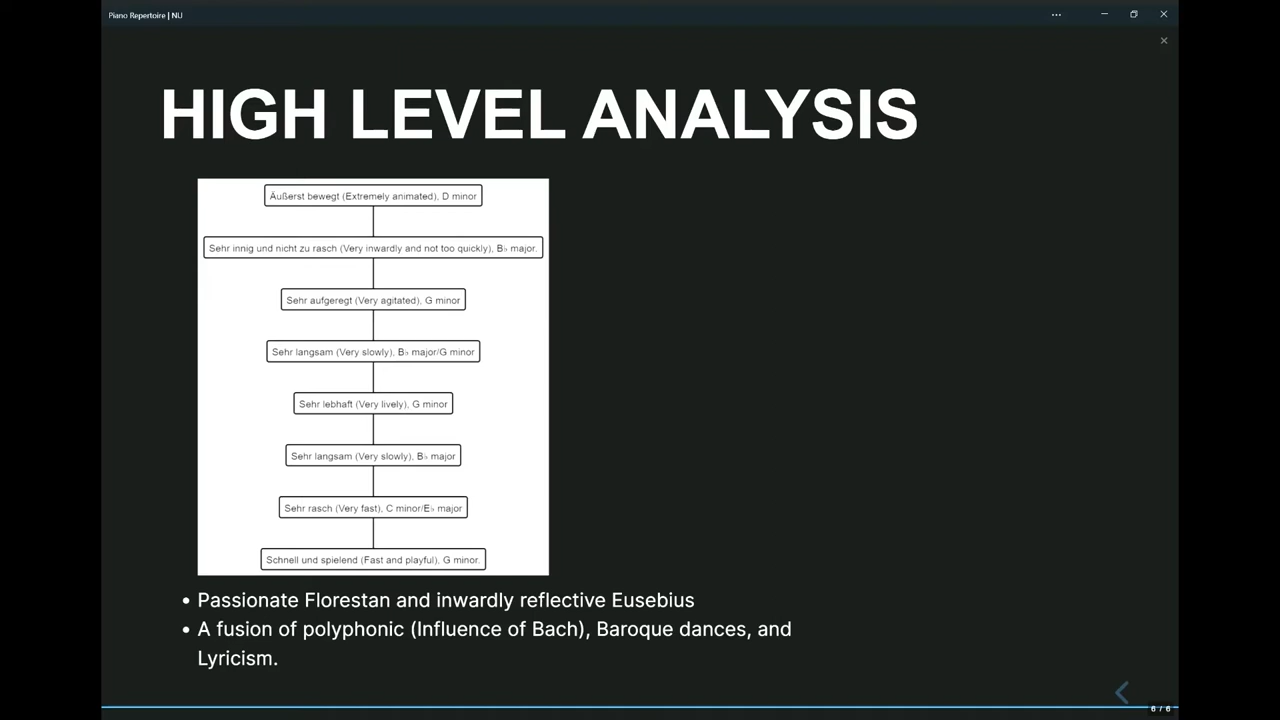 Piano Repertoire | NU
HIGH LEVEL ANALYSIS
Äußerst bewegt (Extremely animated), D minor
Sehr innig und nicht zu rasch (Very inwardly and not too quickly), B♭ major.
Sehr aufgeregt (Very agitated), G minor
Sehr langsam (Very slowly), B♭ major/G minor
Sehr lebhaft (Very lively), G minor
Sehr langsam (Very slowly), B♭ major
Sehr rasch (Very fast), C minor/E♭ major
Schnell und spielend (Fast and playful), G minor.
• Passionate Florestan and inwardly reflective Eusebius
• A fusion of polyphonic (Influence of Bach), Baroque dances, and
Lyricism.
6 / 6